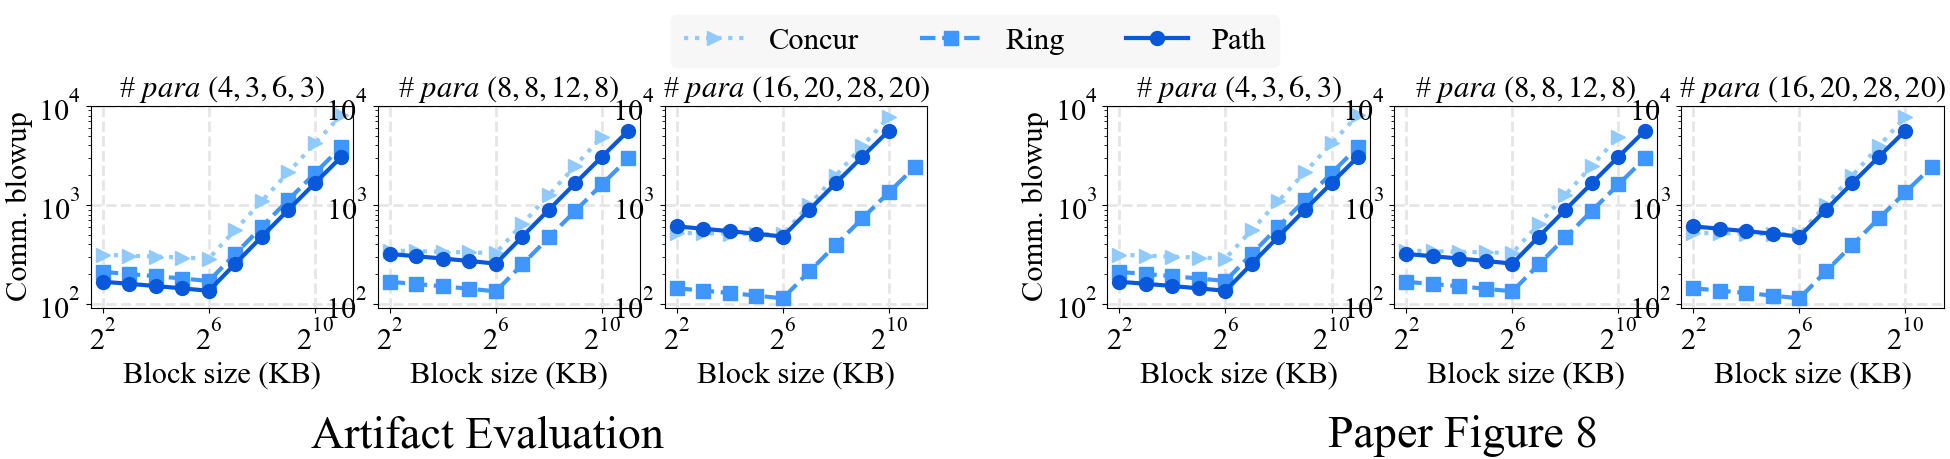 Concur Ring Path
# para (4, 3, 6, 3) # para (8, 8, 12, 8) # para (16, 20, 28, 20) # para (4, 3, 6, 3) # para (8, 8, 12, 8) # para (16, 20, 28, 20)
Comm. blowup
10^4
10^3
10^2
10^4
10^3
10^2
10^4
10^3
10^2
Comm. blowup
10^4
10^3
10^2
10^4
10^3
10^2
10^4
10^3
10^2
2^2 2^6 2^10 2^2 2^6 2^10 2^2 2^6 2^10 2^2 2^6 2^10 2^2 2^6 2^10 2^2 2^6 2^10
Block size (KB) Block size (KB) Block size (KB) Block size (KB) Block size (KB) Block size (KB)
Artifact Evaluation Paper Figure 8